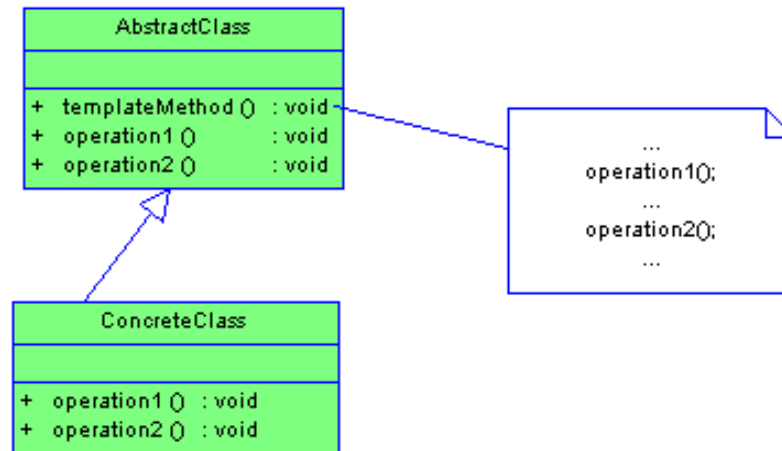 AbstractClass
+ templateMethod () : void
+ operation1 () : void
+ operation2 () : void
...
operation1();
...
operation2();
...
ConcreteClass
+ operation1 () : void
+ operation2 () : void